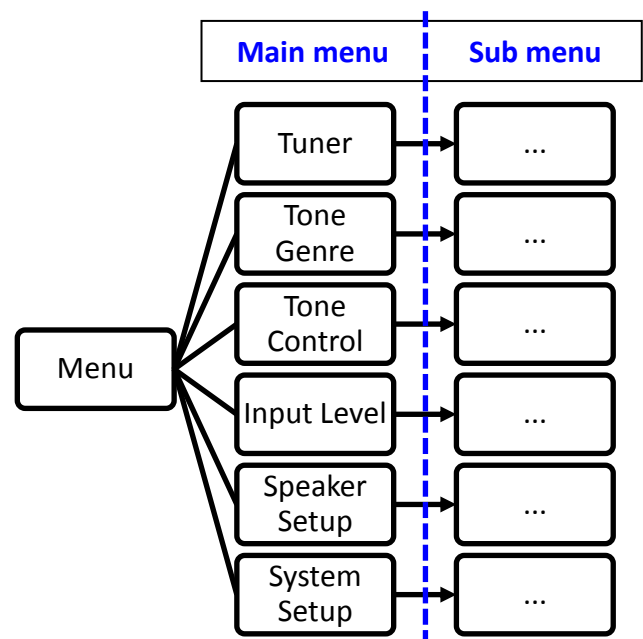 Main menu
Sub menu
Tuner
...
Tone
Genre
...
Tone
Control
...
Menu
Input Level
...
Speaker
Setup
...
System
Setup
...